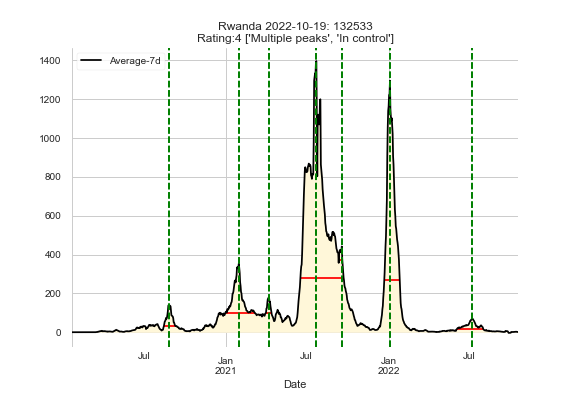 Rwanda 2022-10-19: 132533
Rating:4 ['Multiple peaks', 'In control']
Average-7d
1400
1200
1000
800
600
400
200
0
Jul
Jan
2021
Jul
Jan
2022
Jul
Date